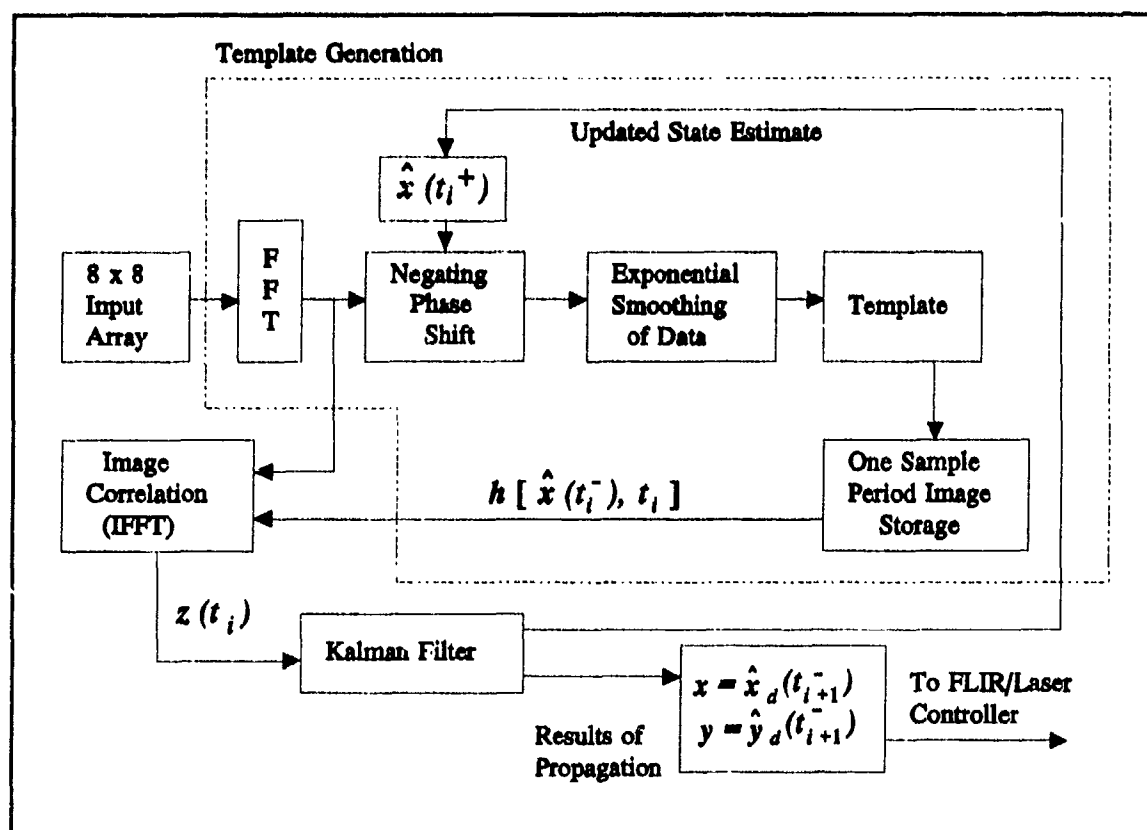 Template Generation
Updated State Estimate
x̂ (tᵢ⁺)
8 x 8
Input
Array
F
F
T
Negating
Phase
Shift
Exponential
Smoothing
of Data
Template
Image
Correlation
(IFFT)
h [ x̂ (tᵢ⁻), tᵢ ]
One Sample
Period Image
Storage
z (tᵢ)
Kalman Filter
Results of
Propagation
x = x̂_d(t⁻ᵢ₊₁)
y = ŷ_d(t⁻ᵢ₊₁)
To FLIR/Laser
Controller